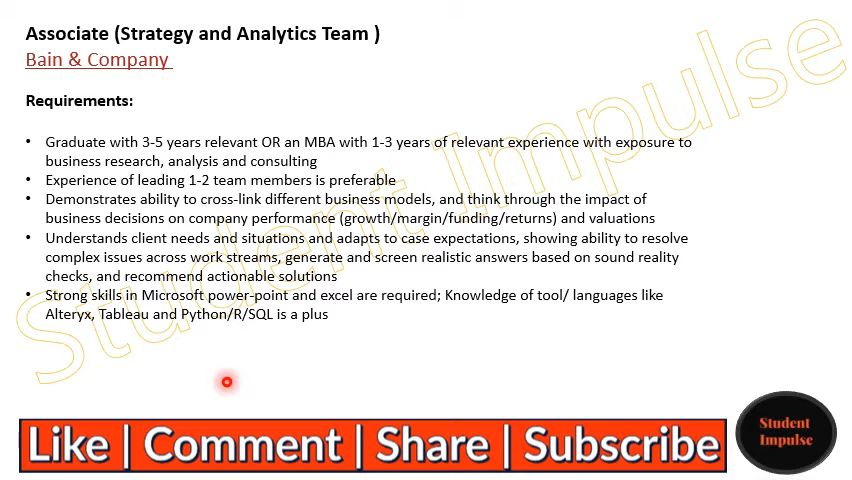 Associate (Strategy and Analytics Team )
Bain & Company
Requirements:
• Graduate with 3-5 years relevant OR an MBA with 1-3 years of relevant experience with exposure to
business research, analysis and consulting
• Experience of leading 1-2 team members is preferable
• Demonstrates ability to cross-link different business models, and think through the impact of
business decisions on company performance (growth/margin/funding/returns) and valuations
• Understands client needs and situations and adapts to case expectations, showing ability to resolve
complex issues across work streams, generate and screen realistic answers based on sound reality
checks, and recommend actionable solutions
• Strong skills in Microsoft power-point and excel are required; Knowledge of tool/ languages like
Alteryx, Tableau and Python/R/SQL is a plus
Student Impulse
Like | Comment | Share | Subscribe
Student
Impulse